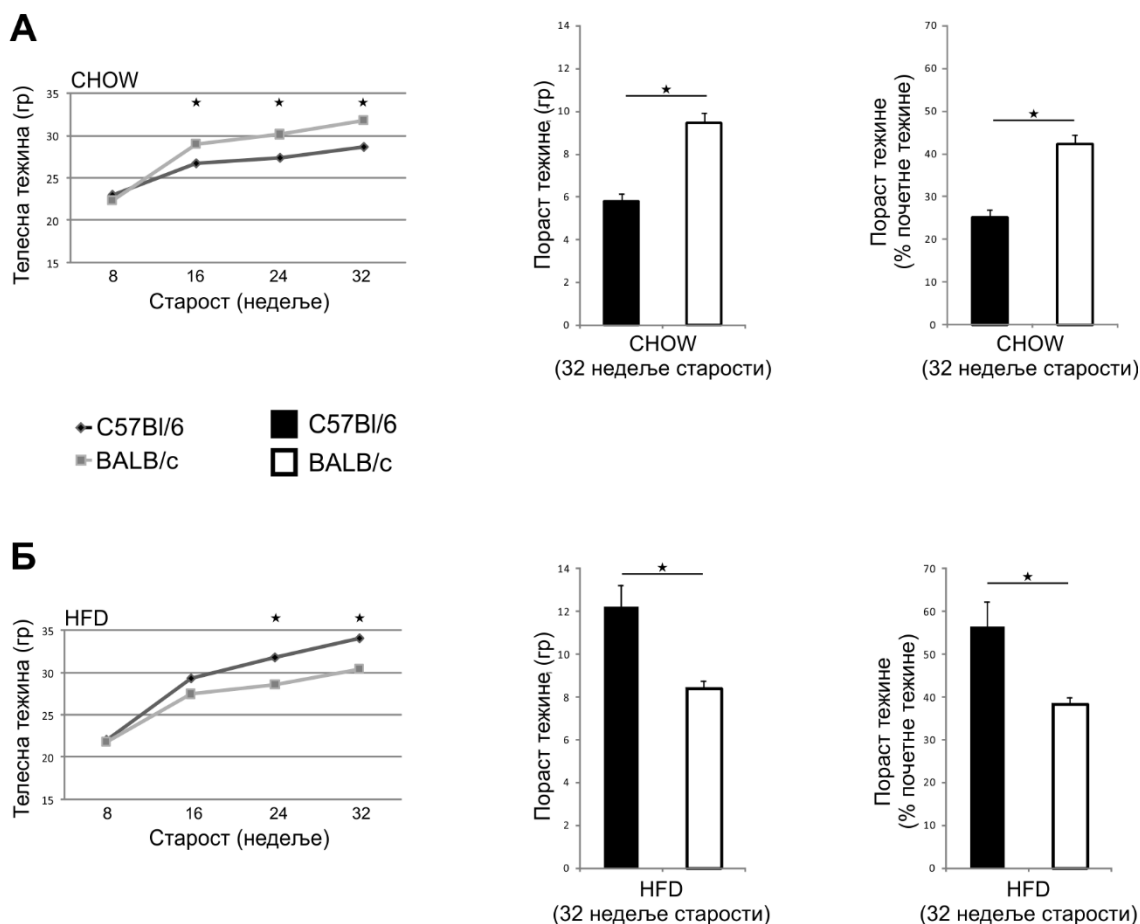 А
CHOW
Телесна тежина (гр)
35
30
25
20
15
8
16
24
32
Старост (недеље)
Пораст тежине (гр)
14
12
10
8
6
4
2
0
CHOW
(32 недеље старости)
Пораст тежине
(% почетне тежине)
70
60
50
40
30
20
10
0
CHOW
(32 недеље старости)
C57Bl/6
BALB/c
C57Bl/6
BALB/c
Б
HFD
Телесна тежина (гр)
35
30
25
20
15
8
16
24
32
Старост (недеље)
Пораст тежине (гр)
14
12
10
8
6
4
2
0
HFD
(32 недеље старости)
Пораст тежине
(% почетне тежине)
70
60
50
40
30
20
10
0
HFD
(32 недеље старости)